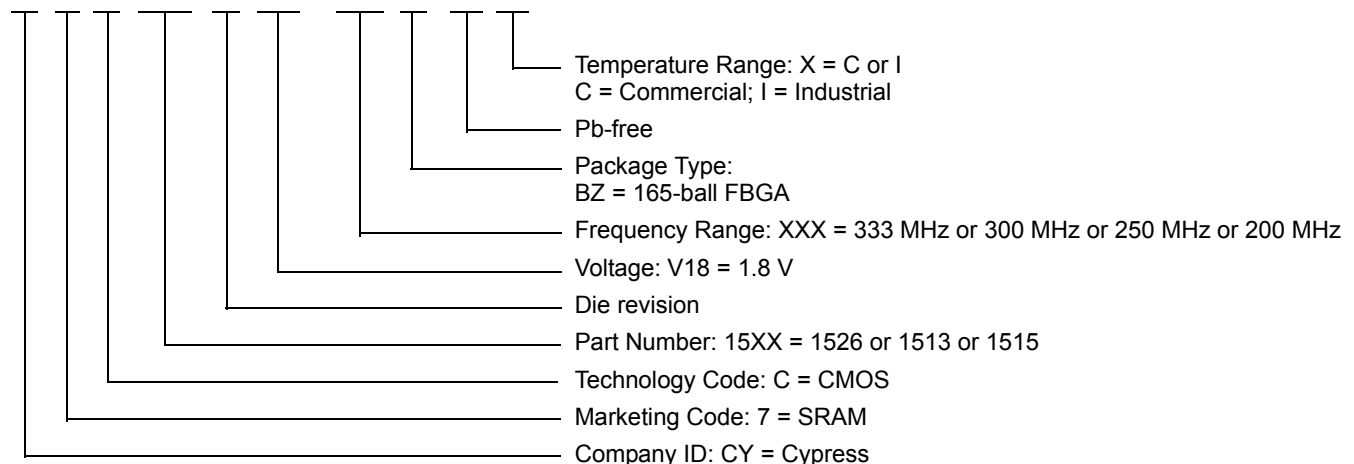 Temperature Range: X = C or I
C = Commercial; I = Industrial
Pb-free
Package Type:
BZ = 165-ball FBGA
Frequency Range: XXX = 333 MHz or 300 MHz or 250 MHz or 200 MHz
Voltage: V18 = 1.8 V
Die revision
Part Number: 15XX = 1526 or 1513 or 1515
Technology Code: C = CMOS
Marketing Code: 7 = SRAM
Company ID: CY = Cypress